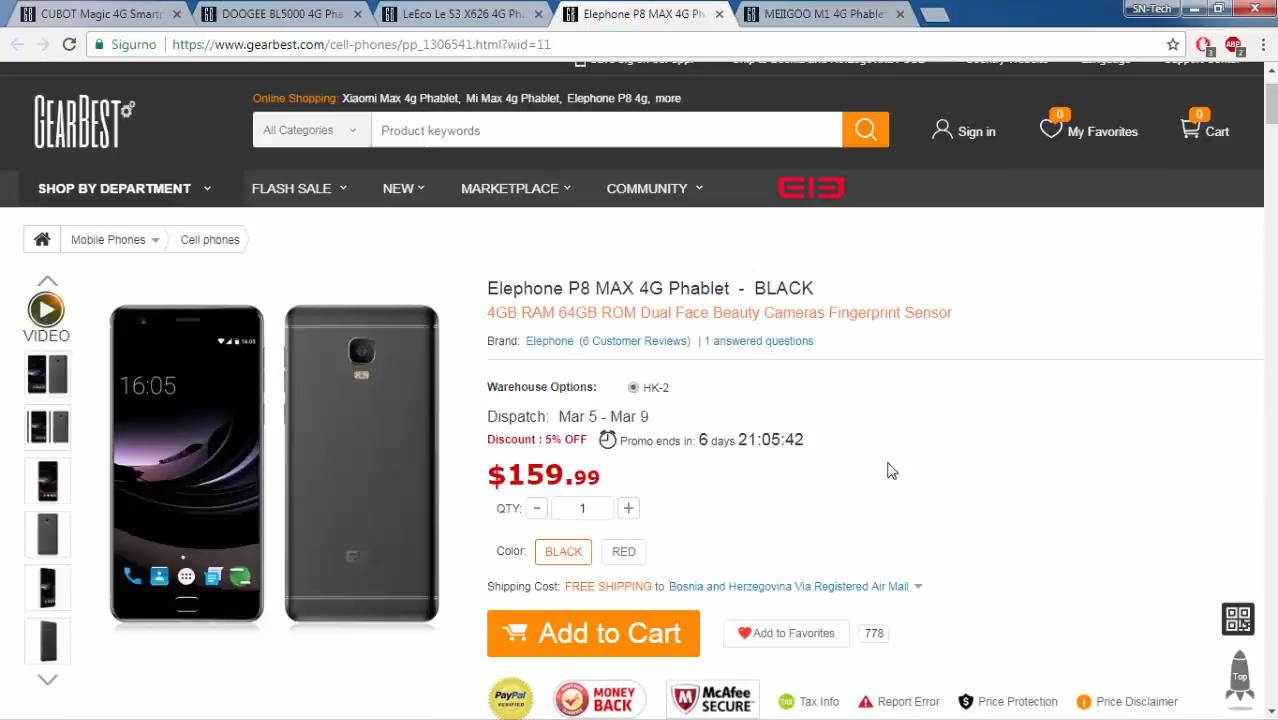 CUBOT Magic 4G Smart
DOOGEE BL5000 4G Pha
LeEco Le S3 X626 4G Ph
Elephone P8 MAX 4G Ph
MEIIGOO M1 4G Phable
SN-Tech
Sigurno https://www.gearbest.com/cell-phones/pp_1306541.html?wid=11
GEARBEST
Online Shopping: Xiaomi Max 4g Phablet, Mi Max 4g Phablet, Elephone P8 4g, more
All Categories
Product keywords
Sign in
0
My Favorites
0
Cart
SHOP BY DEPARTMENT
FLASH SALE
NEW
MARKETPLACE
COMMUNITY
Mobile Phones
Cell phones
VIDEO
16:05
16:05
Elephone P8 MAX 4G Phablet - BLACK
4GB RAM 64GB ROM Dual Face Beauty Cameras Fingerprint Sensor
Brand: Elephone (6 Customer Reviews) | 1 answered questions
Warehouse Options: HK-2
Dispatch: Mar 5 - Mar 9
Discount : 5% OFF Promo ends in: 6 days 21:05:42
$159.99
QTY: - 1 +
Color: BLACK RED
Shipping Cost: FREE SHIPPING to Bosnia and Herzegovina Via Registered Air Mail
Add to Cart
Add to Favorites
778
Top
PayPal
VERIFIED
MONEY
BACK
McAfee
SECURE
Tax Info
Report Error
Price Protection
Price Disclaimer